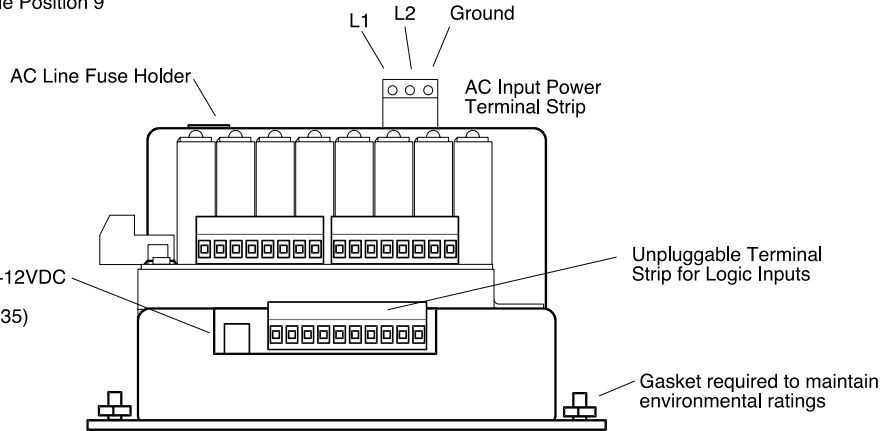 Position 9
L1 L2 Ground
AC Line Fuse Holder
AC Input Power
Terminal Strip
-12VDC
35)
Unpluggable Terminal
Strip for Logic Inputs
Gasket required to maintain
environmental ratings